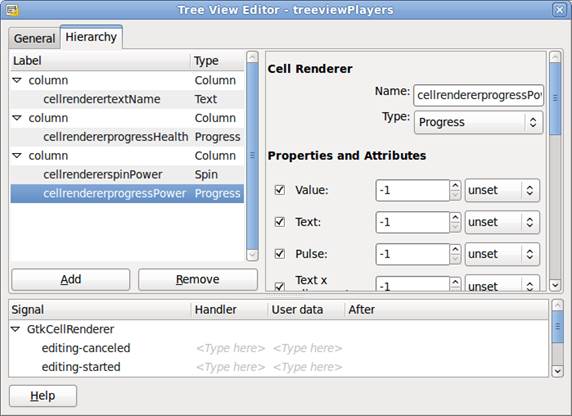 Tree View Editor - treeviewPlayers
General
Hierarchy
Label Type
column Column
cellrenderertextName Text
column Column
cellrendererprogressHealth Progress
column Column
cellrendererspinPower Spin
cellrendererprogressPower Progress
Add
Remove
Cell Renderer
Name: cellrendererprogressPo
Type: Progress
Properties and Attributes
Value: -1 unset
Text: -1 unset
Pulse: -1 unset
Text x -1 unset
Signal Handler User data After
GtkCellRenderer
editing-canceled <Type here> <Type here>
editing-started <Type here> <Type here>
Help